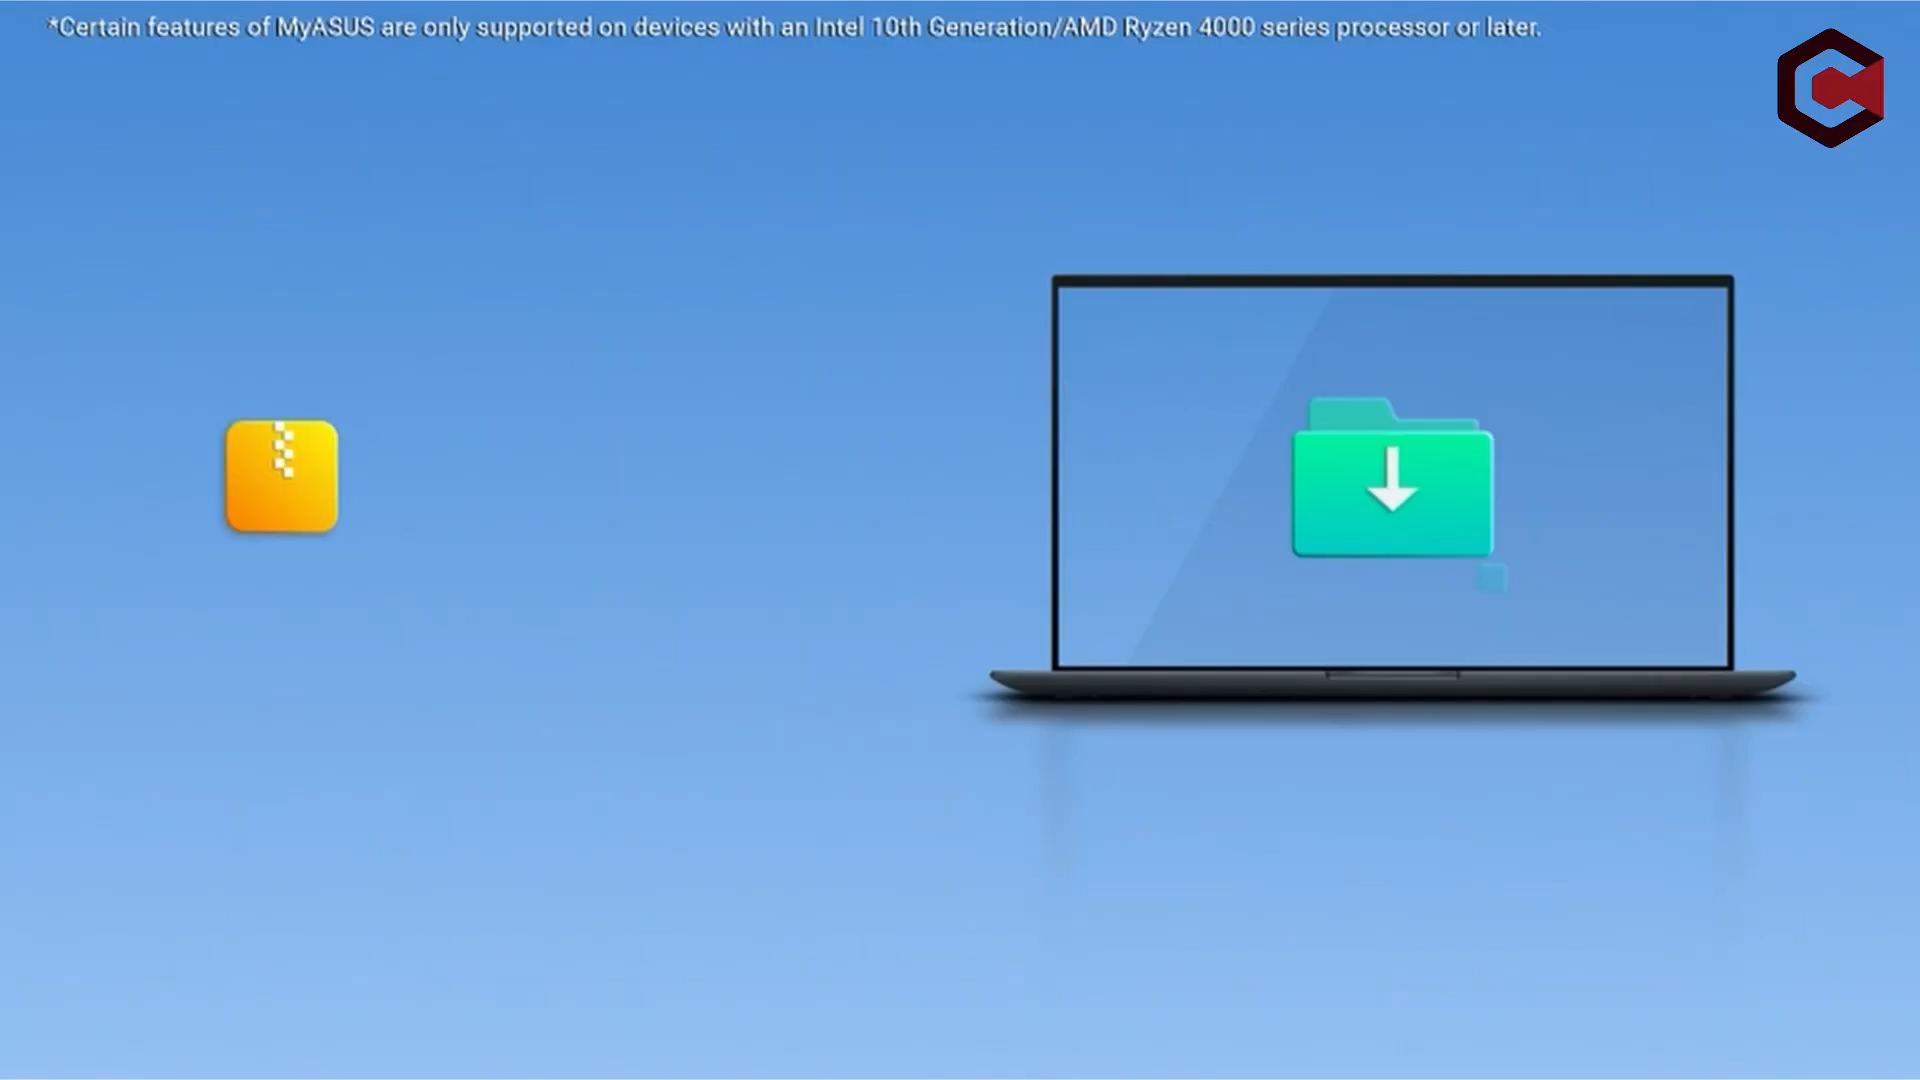 *Certain features of MyASUS are only supported on devices with an Intel 10th Generation/AMD Ryzen 4000 series processor or later.